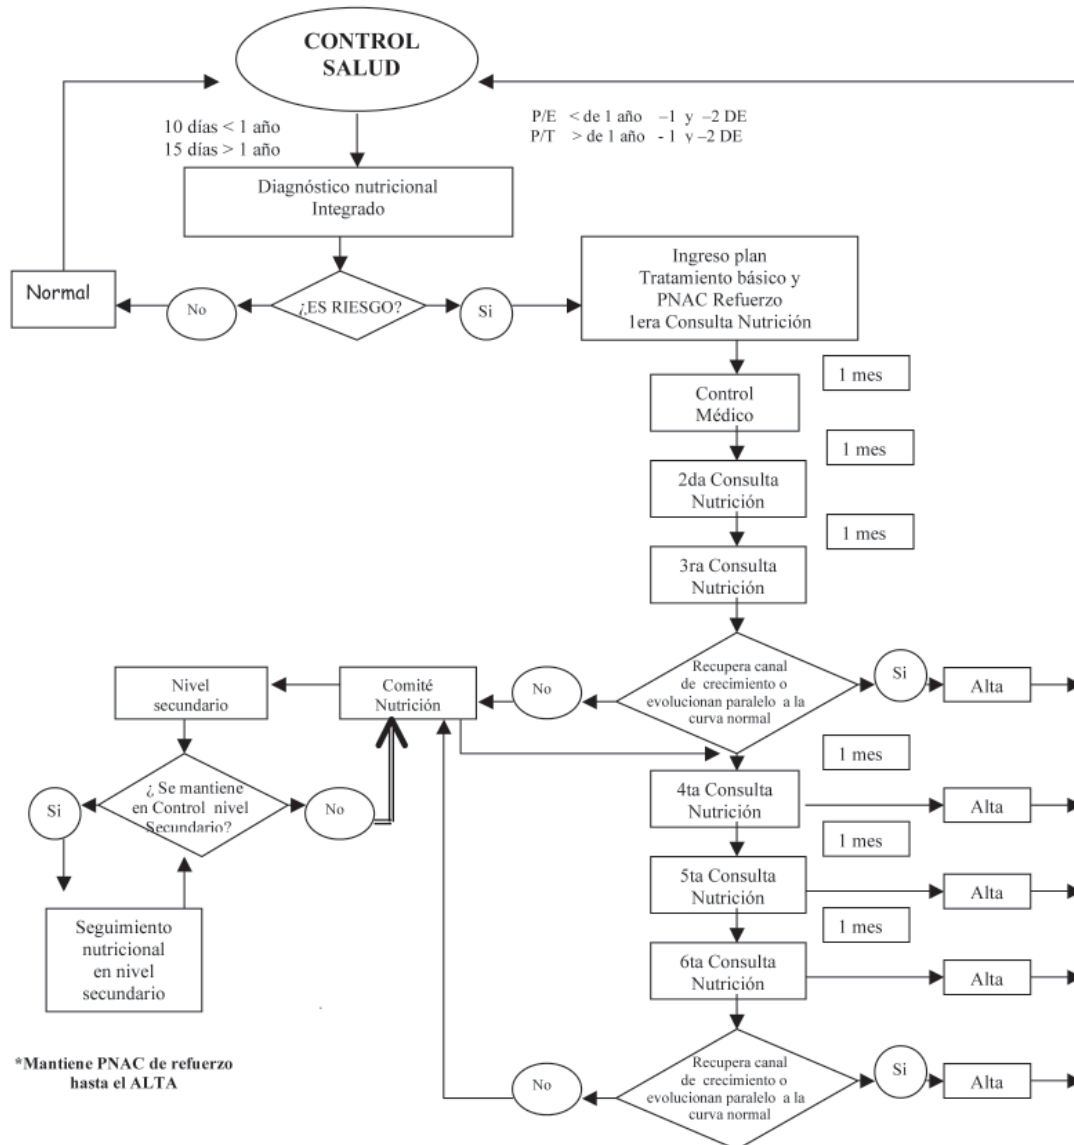 CONTROL
SALUD
10 días < 1 año
15 días > 1 año
P/E < de 1 año –1 y –2 DE
P/T > de 1 año - 1 y –2 DE
Diagnóstico nutricional
Integrado
Normal
No
¿ES RIESGO?
Si
Ingreso plan
Tratamiento básico y
PNAC Refuerzo
1era Consulta Nutrición
1 mes
Control
Médico
1 mes
2da Consulta
Nutrición
1 mes
3ra Consulta
Nutrición
Recupera canal
de crecimiento o
evolucionan paralelo a la
curva normal
Si
Alta
No
Comité
Nutrición
Nivel
secundario
¿ Se mantiene
en Control nivel
Secundario?
Si
No
Seguimiento
nutricional
en nivel
secundario
1 mes
4ta Consulta
Nutrición
Alta
1 mes
5ta Consulta
Nutrición
Alta
1 mes
6ta Consulta
Nutrición
Alta
Recupera canal
de crecimiento o
evolucionan paralelo a la
curva normal
Si
Alta
No
*Mantiene PNAC de refuerzo
hasta el ALTA